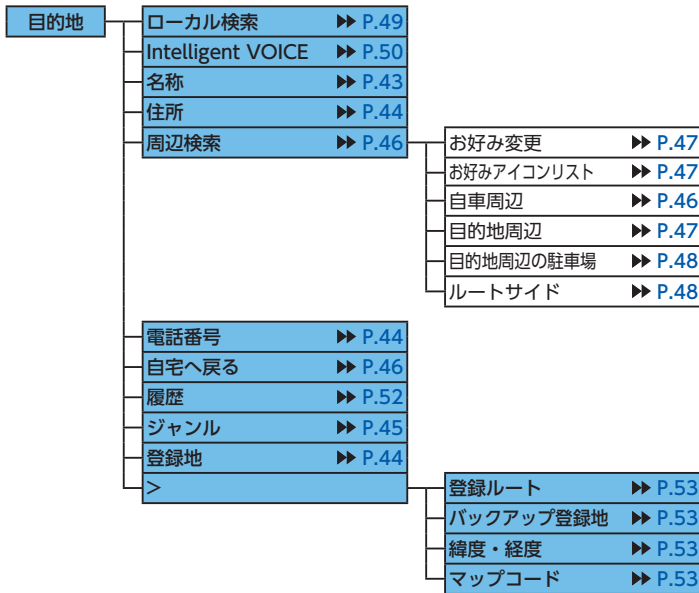 目的地
ローカル検索 ▶▶ P.49
Intelligent VOICE ▶▶ P.50
名称 ▶▶ P.43
住所 ▶▶ P.44
周辺検索 ▶▶ P.46
お好み変更 ▶▶ P.47
お好みアイコンリスト ▶▶ P.47
自車周辺 ▶▶ P.46
目的地周辺 ▶▶ P.47
目的地周辺の駐車場 ▶▶ P.48
ルートサイド ▶▶ P.48
電話番号 ▶▶ P.44
自宅へ戻る ▶▶ P.46
履歴 ▶▶ P.52
ジャンル ▶▶ P.45
登録地 ▶▶ P.44
>
登録ルート ▶▶ P.53
バックアップ登録地 ▶▶ P.53
緯度・経度 ▶▶ P.53
マップコード ▶▶ P.53